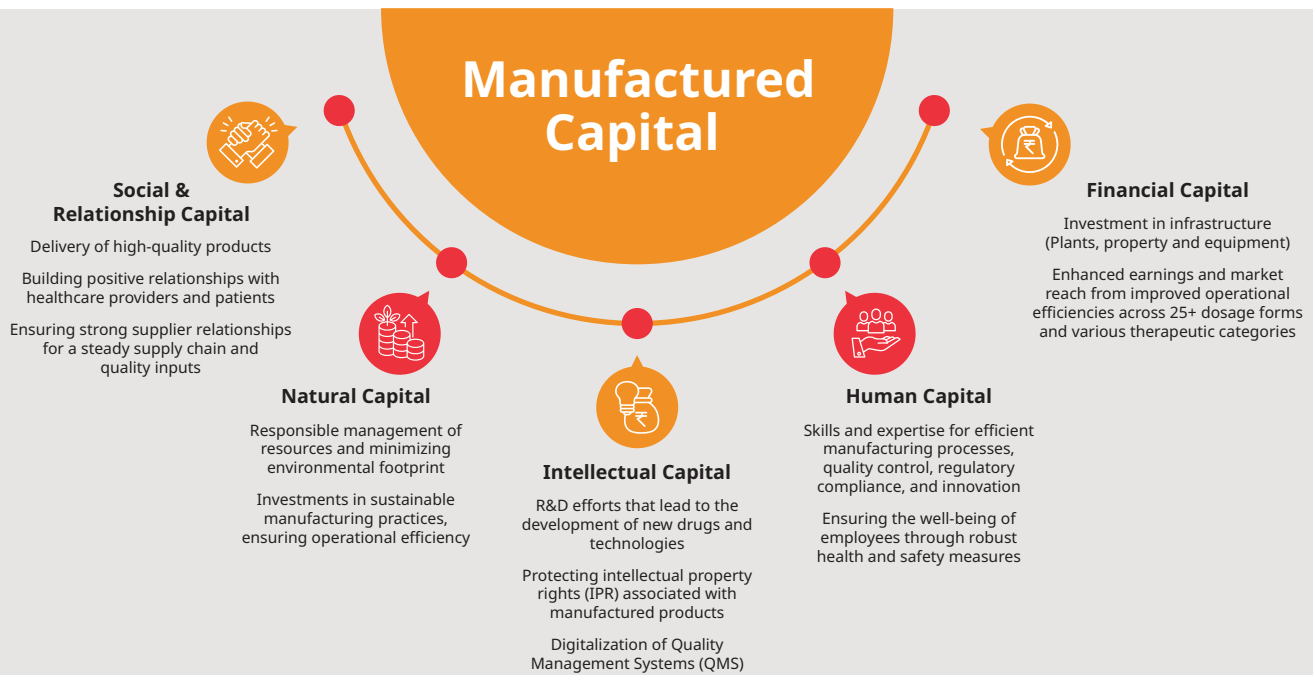 Manufactured
Capital
Social &
Relationship Capital
Delivery of high-quality products
Building positive relationships with
healthcare providers and patients
Ensuring strong supplier relationships
for a steady supply chain and
quality inputs
Natural Capital
Responsible management of
resources and minimizing
environmental footprint
Investments in sustainable
manufacturing practices,
ensuring operational efficiency
Intellectual Capital
R&D efforts that lead to the
development of new drugs and
technologies
Protecting intellectual property
rights (IPR) associated with
manufactured products
Digitalization of Quality
Management Systems (QMS)
Human Capital
Skills and expertise for efficient
manufacturing processes,
quality control, regulatory
compliance, and innovation
Ensuring the well-being of
employees through robust
health and safety measures
Financial Capital
Investment in infrastructure
(Plants, property and equipment)
Enhanced earnings and market
reach from improved operational
efficiencies across 25+ dosage forms
and various therapeutic categories